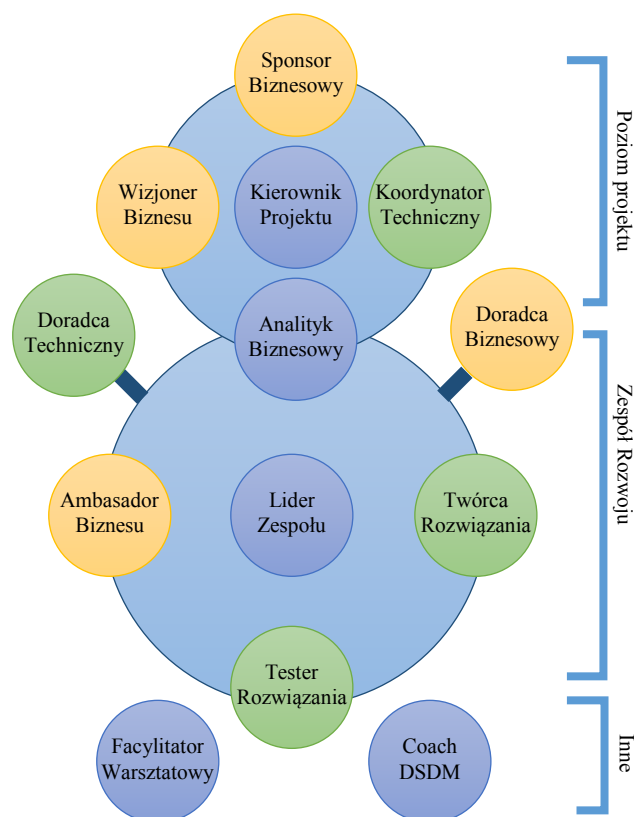 Sponsor
Biznesowy
Wizjoner
Biznesu
Kierownik
Projektu
Koordynator
Techniczny
Poziom projektu
Doradca
Techniczny
Analityk
Biznesowy
Doradca
Biznesowy
Ambasador
Biznesu
Lider
Zespołu
Twórca
Rozwiązania
Zespół Rozwoju
Tester
Rozwiązania
Facylitator
Warsztatowy
Coach
DSDM
Inne